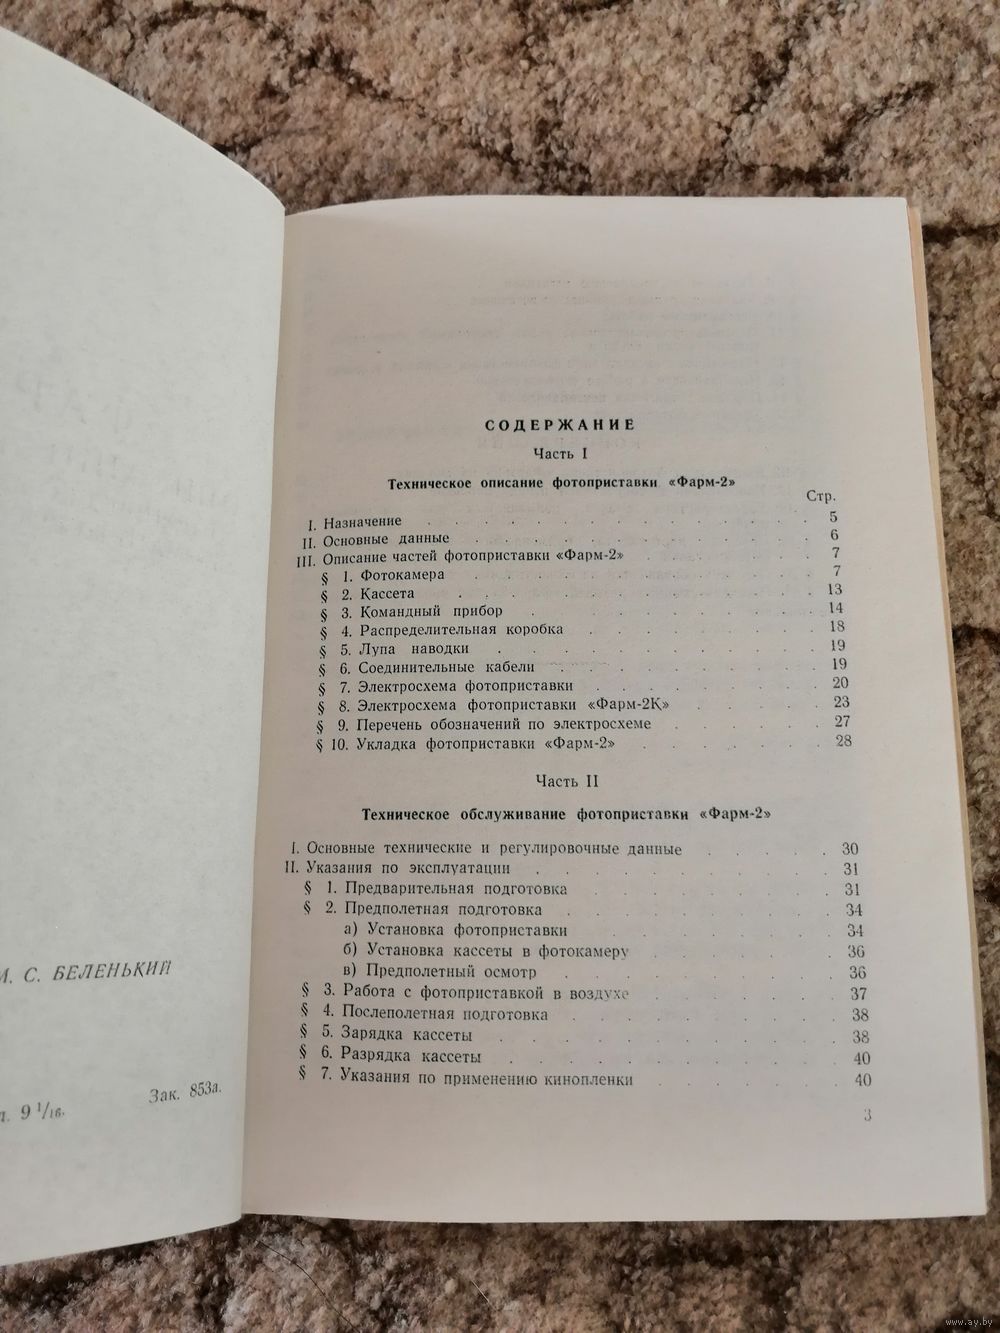 М. С. БЕЛЕНЬКИЙ
Зак. 853а.
л. 9 1/16.
СОДЕРЖАНИЕ
Часть I
Техническое описание фотоприставки «Фарм-2»
Стр.
I. Назначение . . . . . . . . . . . . 5
II. Основные данные . . . . . . . . . . 6
III. Описание частей фотоприставки «Фарм-2» . . . . . 7
§ 1. Фотокамера . . . . . . . . . . 7
§ 2. Кассета . . . . . . . . . . 13
§ 3. Командный прибор . . . . . . . . 14
§ 4. Распределительная коробка . . . . . . 18
§ 5. Лупа наводки . . . . . . . . . 19
§ 6. Соединительные кабели . . . . . . . 19
§ 7. Электросхема фотоприставки . . . . . . 20
§ 8. Электросхема фотоприставки «Фарм-2К» . . . . 23
§ 9. Перечень обозначений по электросхеме . . . . 27
§ 10. Укладка фотоприставки «Фарм-2» . . . . . 28
Часть II
Техническое обслуживание фотоприставки «Фарм-2»
I. Основные технические и регулировочные данные . . . . 30
II. Указания по эксплуатации . . . . . . . . 31
§ 1. Предварительная подготовка . . . . . . 31
§ 2. Предполетная подготовка . . . . . . . 34
а) Установка фотоприставки . . . . . . 34
б) Установка кассеты в фотокамеру . . . . . 36
в) Предполетный осмотр . . . . . . . 36
§ 3. Работа с фотоприставкой в воздухе . . . . . 37
§ 4. Послеполетная подготовка . . . . . . . 38
§ 5. Зарядка кассеты . . . . . . . . . 38
§ 6. Разрядка кассеты . . . . . . . . . 40
§ 7. Указания по применению кинопленки . . . . . 40
3
www.ay.by